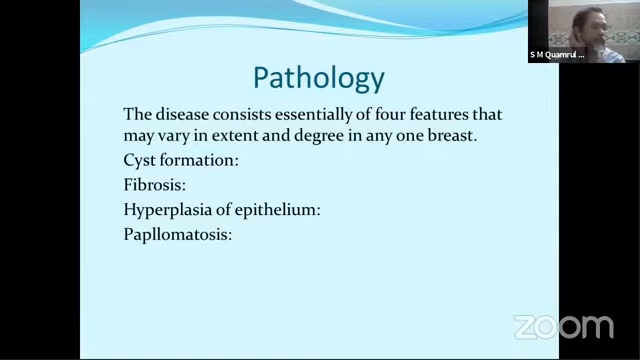 Pathology
The disease consists essentially of four features that
may vary in extent and degree in any one breast.
Cyst formation:
Fibrosis:
Hyperplasia of epithelium:
Papllomatosis:
S M Quamrul ...
zoom